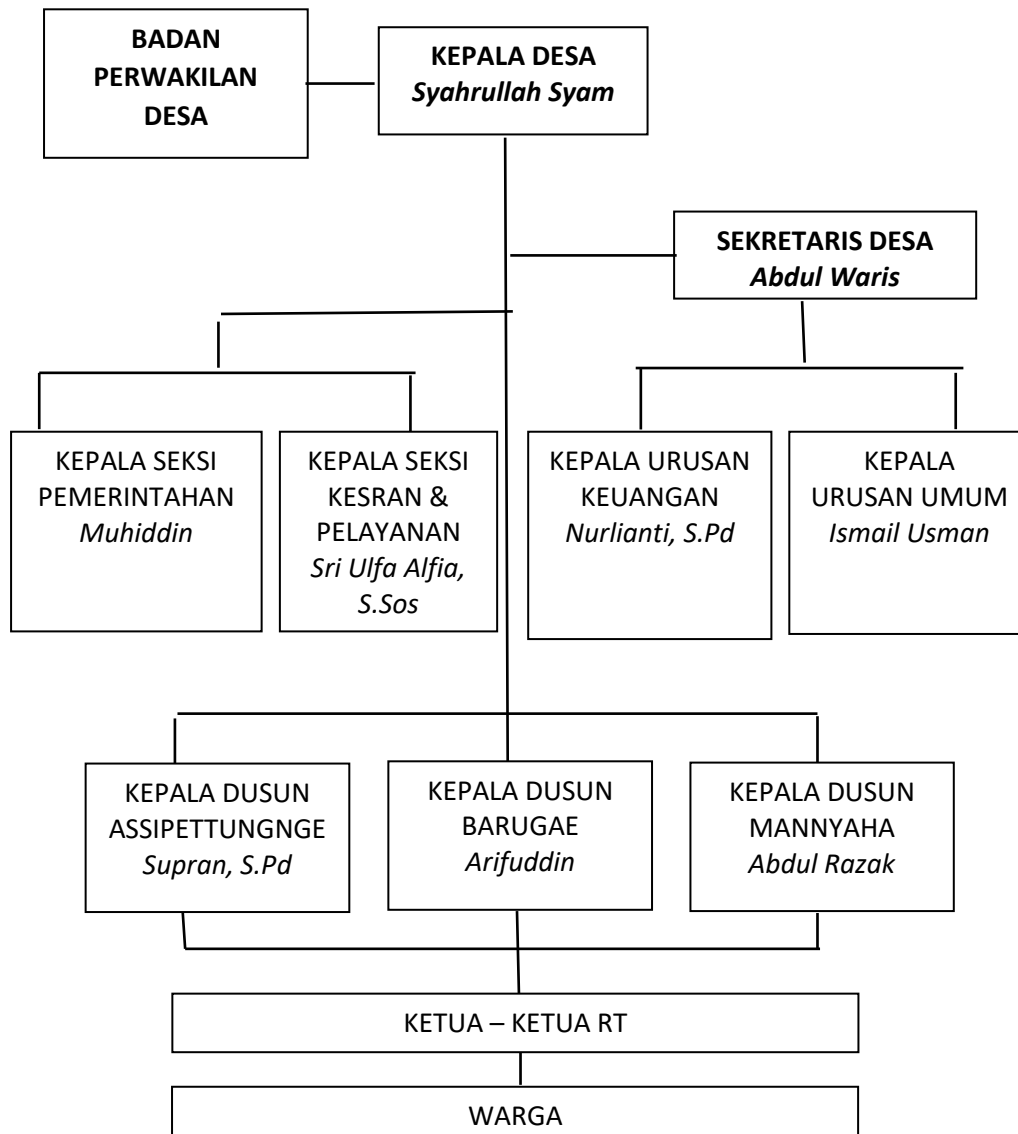 BADAN
PERWAKILAN
DESA
KEPALA DESA
Syahrullah Syam
SEKRETARIS DESA
Abdul Waris
KEPALA SEKSI
PEMERINTAHAN
Muhiddin
KEPALA SEKSI
KESRAN &
PELAYANAN
Sri Ulfa Alfia,
S.Sos
KEPALA URUSAN
KEUANGAN
Nurlianti, S.Pd
KEPALA
URUSAN UMUM
Ismail Usman
KEPALA DUSUN
ASSIPETTUNGNGE
Supran, S.Pd
KEPALA DUSUN
BARUGAE
Arifuddin
KEPALA DUSUN
MANNYAHA
Abdul Razak
KETUA – KETUA RT
WARGA